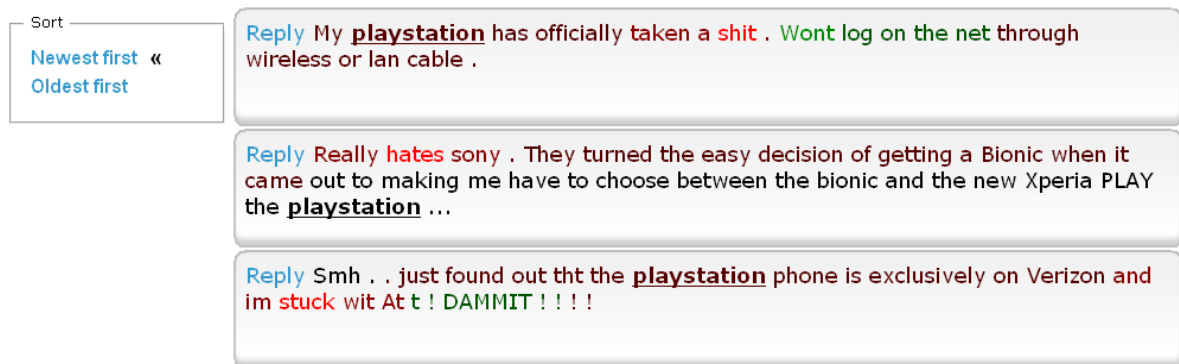 Sort
Newest first «
Oldest first
Reply My playstation has officially taken a shit . Wont log on the net through
wireless or lan cable .
Reply Really hates sony . They turned the easy decision of getting a Bionic when it
came out to making me have to choose between the bionic and the new Xperia PLAY
the playstation ...
Reply Smh . . just found out tht the playstation phone is exclusively on Verizon and
im stuck wit At t ! DAMMIT ! ! ! !